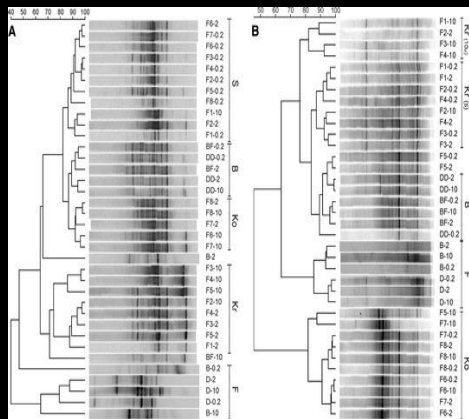 A
40 50 60 70 80 90 100
F6-2
F7-0.2
F6-0.2
F3-0.2
F4-0.2
F2-0.2
F5-0.2
F8-0.2
F1-10
F2-2
F1-0.2
BF-0.2
DD-0.2
BF-2
DD-2
DD-10
F8-2
F8-10
F7-2
F6-10
F7-10
B-2
F3-10
F4-10
F5-10
F2-10
F4-2
F3-2
F5-2
F1-2
BF-10
B-0.2
D-2
D-10
D-0.2
B-10
S
B
Ko
Kr
F
B
50 60 70 80 90 100
F1-10
F2-2
F3-10
F4-10
F1-0.2
F1-2
F2-0.2
F4-0.2
F2-10
F4-2
F3-0.2
F3-2
F5-0.2
F5-2
DD-2
DD-10
BF-0.2
BF-10
BF-2
DD-0.2
B-2
B-10
B-0.2
D-0.2
D-2
D-10
F5-10
F7-10
F7-0.2
F8-2
F8-10
F8-0.2
F6-10
F7-2
F6-0.2
F6-2
Kr
Kr
B
F
Ko